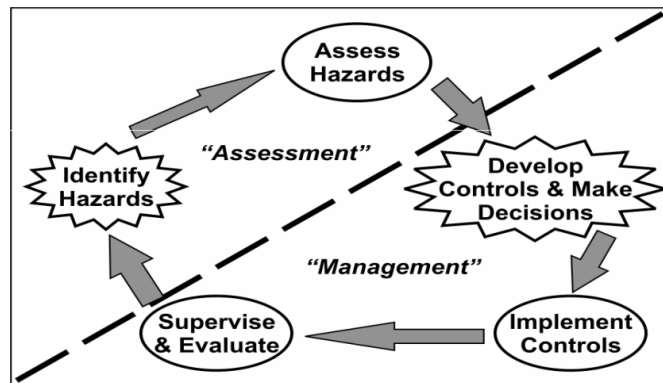 Assess
Hazards
"Assessment"
Identify
Hazards
Develop
Controls & Make
Decisions
"Management"
Supervise
& Evaluate
Implement
Controls